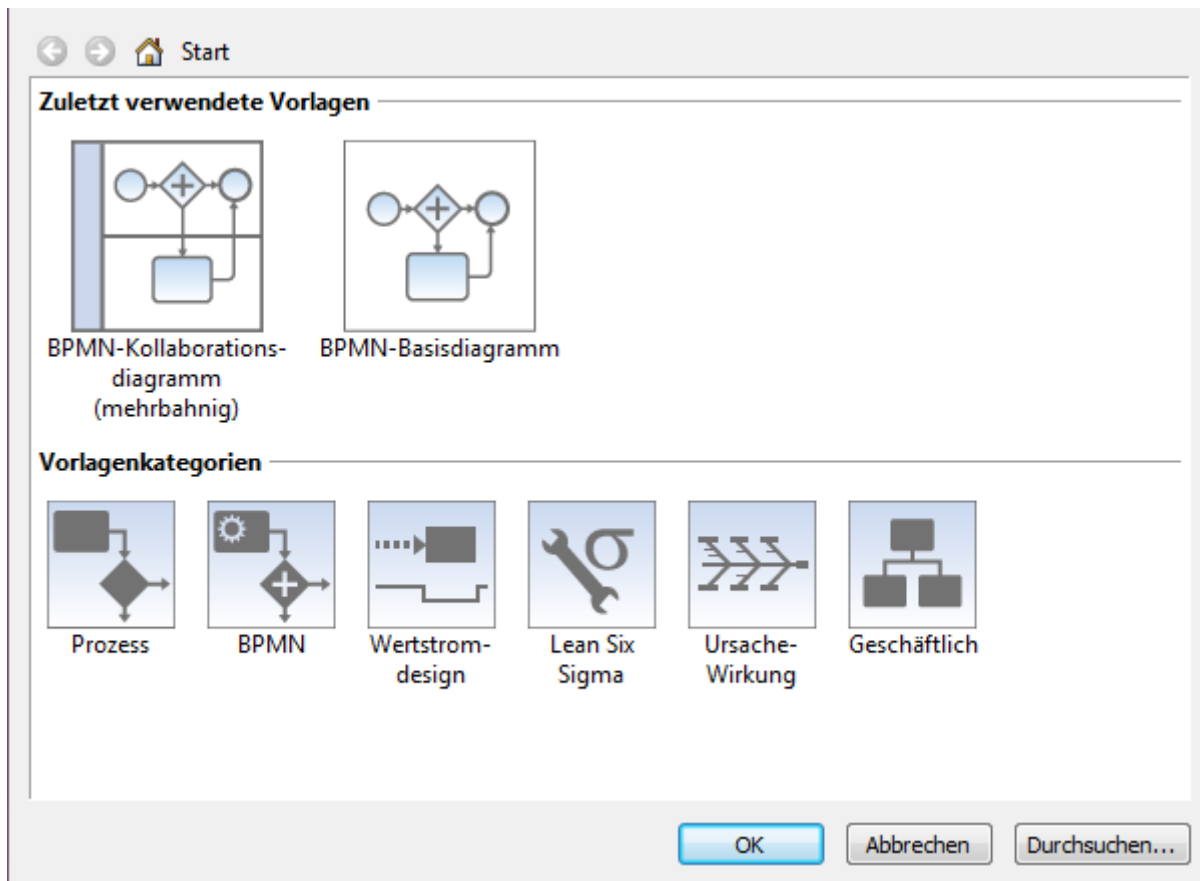 Start
Zuletzt verwendete Vorlagen
BPMN-Kollaborations-
diagramm
(mehrbahnig)
BPMN-Basisdiagramm
Vorlagenkategorien
Prozess
BPMN
Wertstrom-
design
Lean Six
Sigma
Ursache-
Wirkung
Geschäftlich
OK
Abbrechen
Durchsuchen...